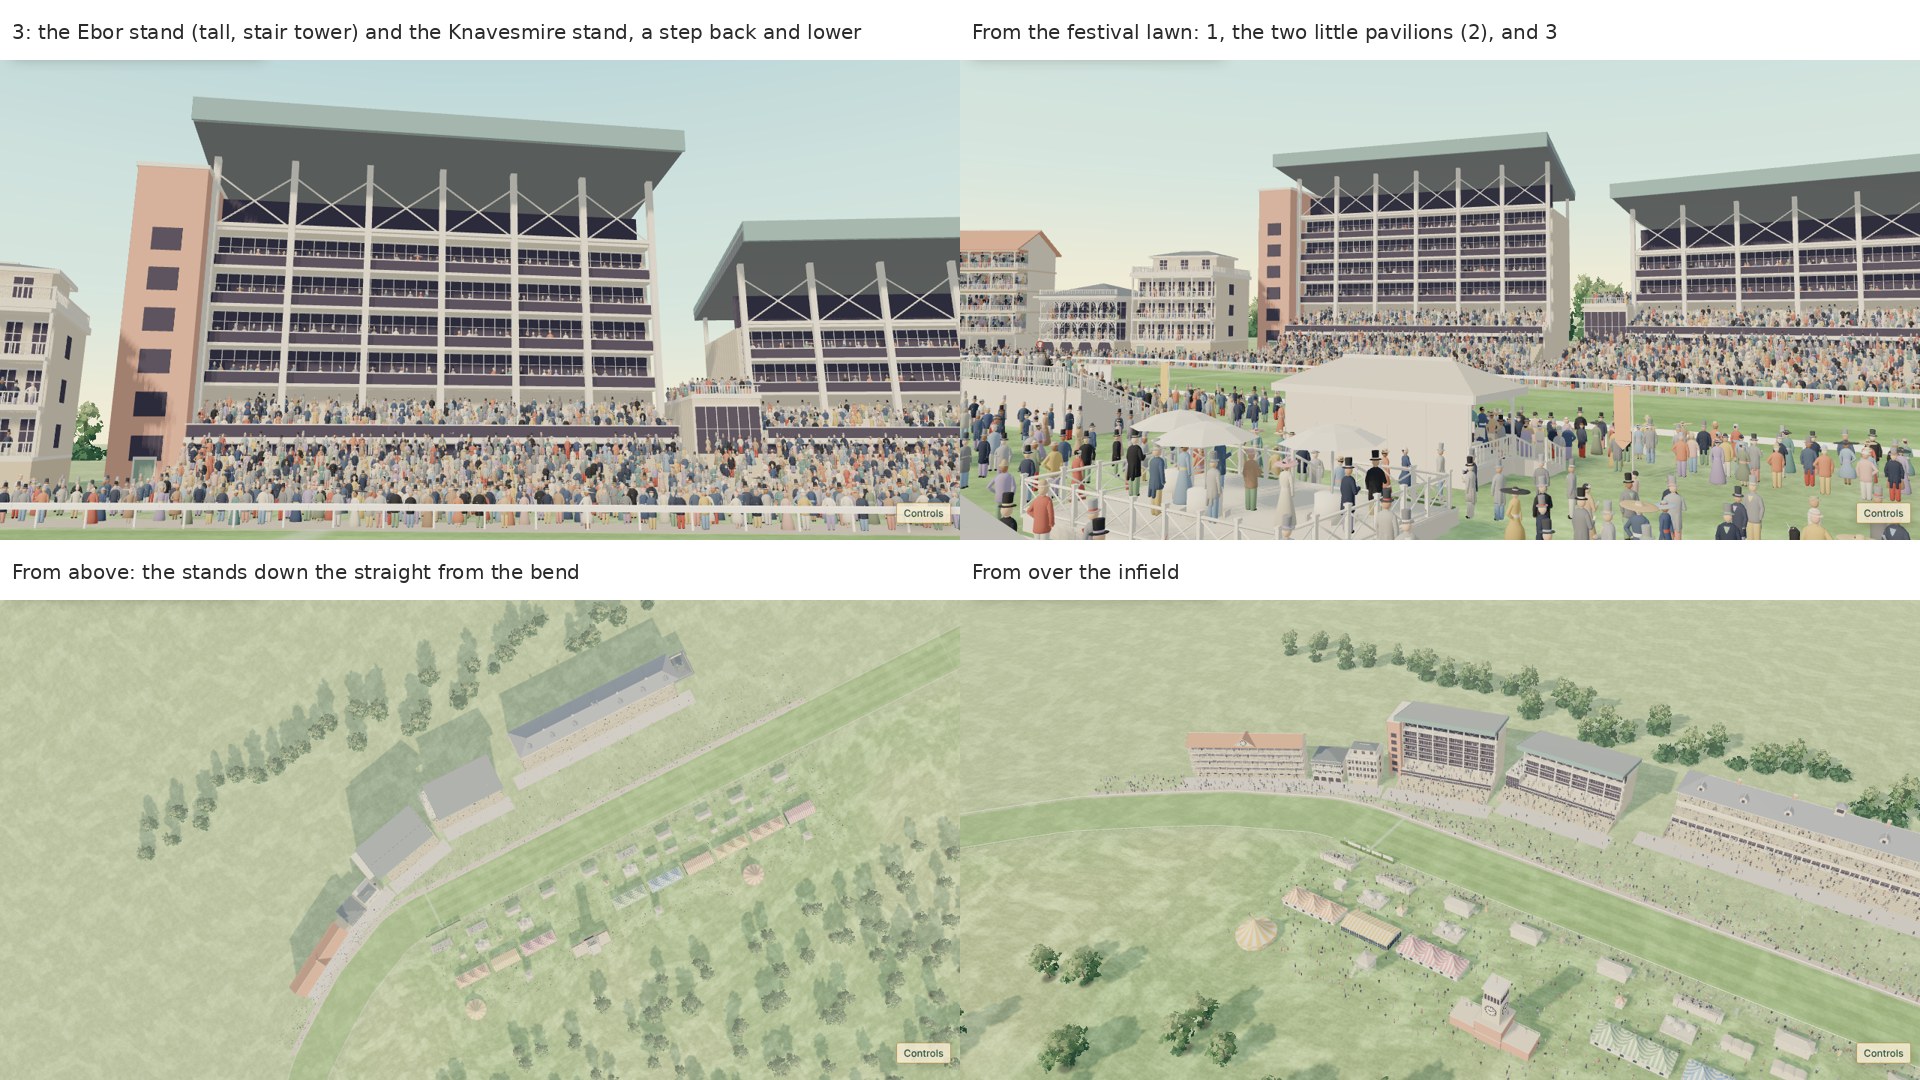 3: the Ebor stand (tall, stair tower) and the Knavesmire stand, a step back and lower
From the festival lawn: 1, the two little pavilions (2), and 3
Controls
Controls
From above: the stands down the straight from the bend
From over the infield
Controls
Controls